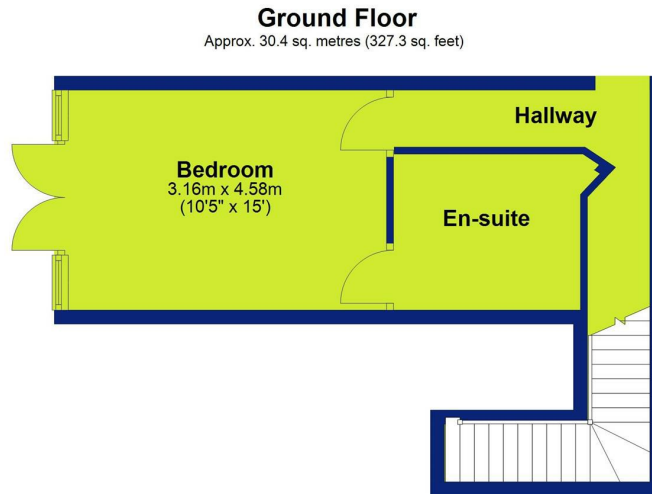 Ground Floor
Approx. 30.4 sq. metres (327.3 sq. feet)
Hallway
Bedroom
3.16m x 4.58m
(10'5" x 15')
En-suite